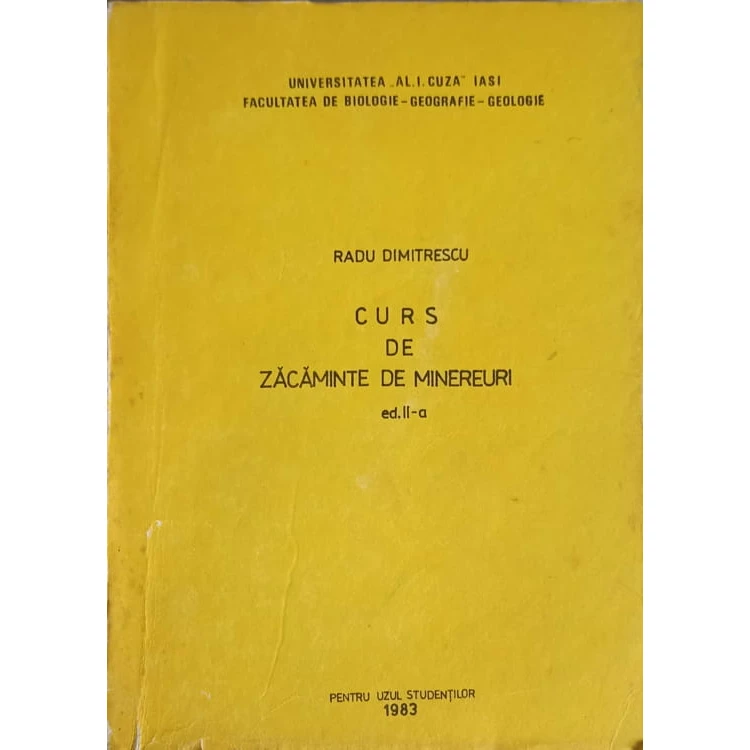 UNIVERSITATEA „AL.I.CUZA" IASI
FACULTATEA DE BIOLOGIE-GEOGRAFIE-GEOLOGIE
RADU DIMITRESCU
CURS
DE
ZĂCĂMINTE DE MINEREURI
ed.II-a
PENTRU UZUL STUDENȚILOR
1983